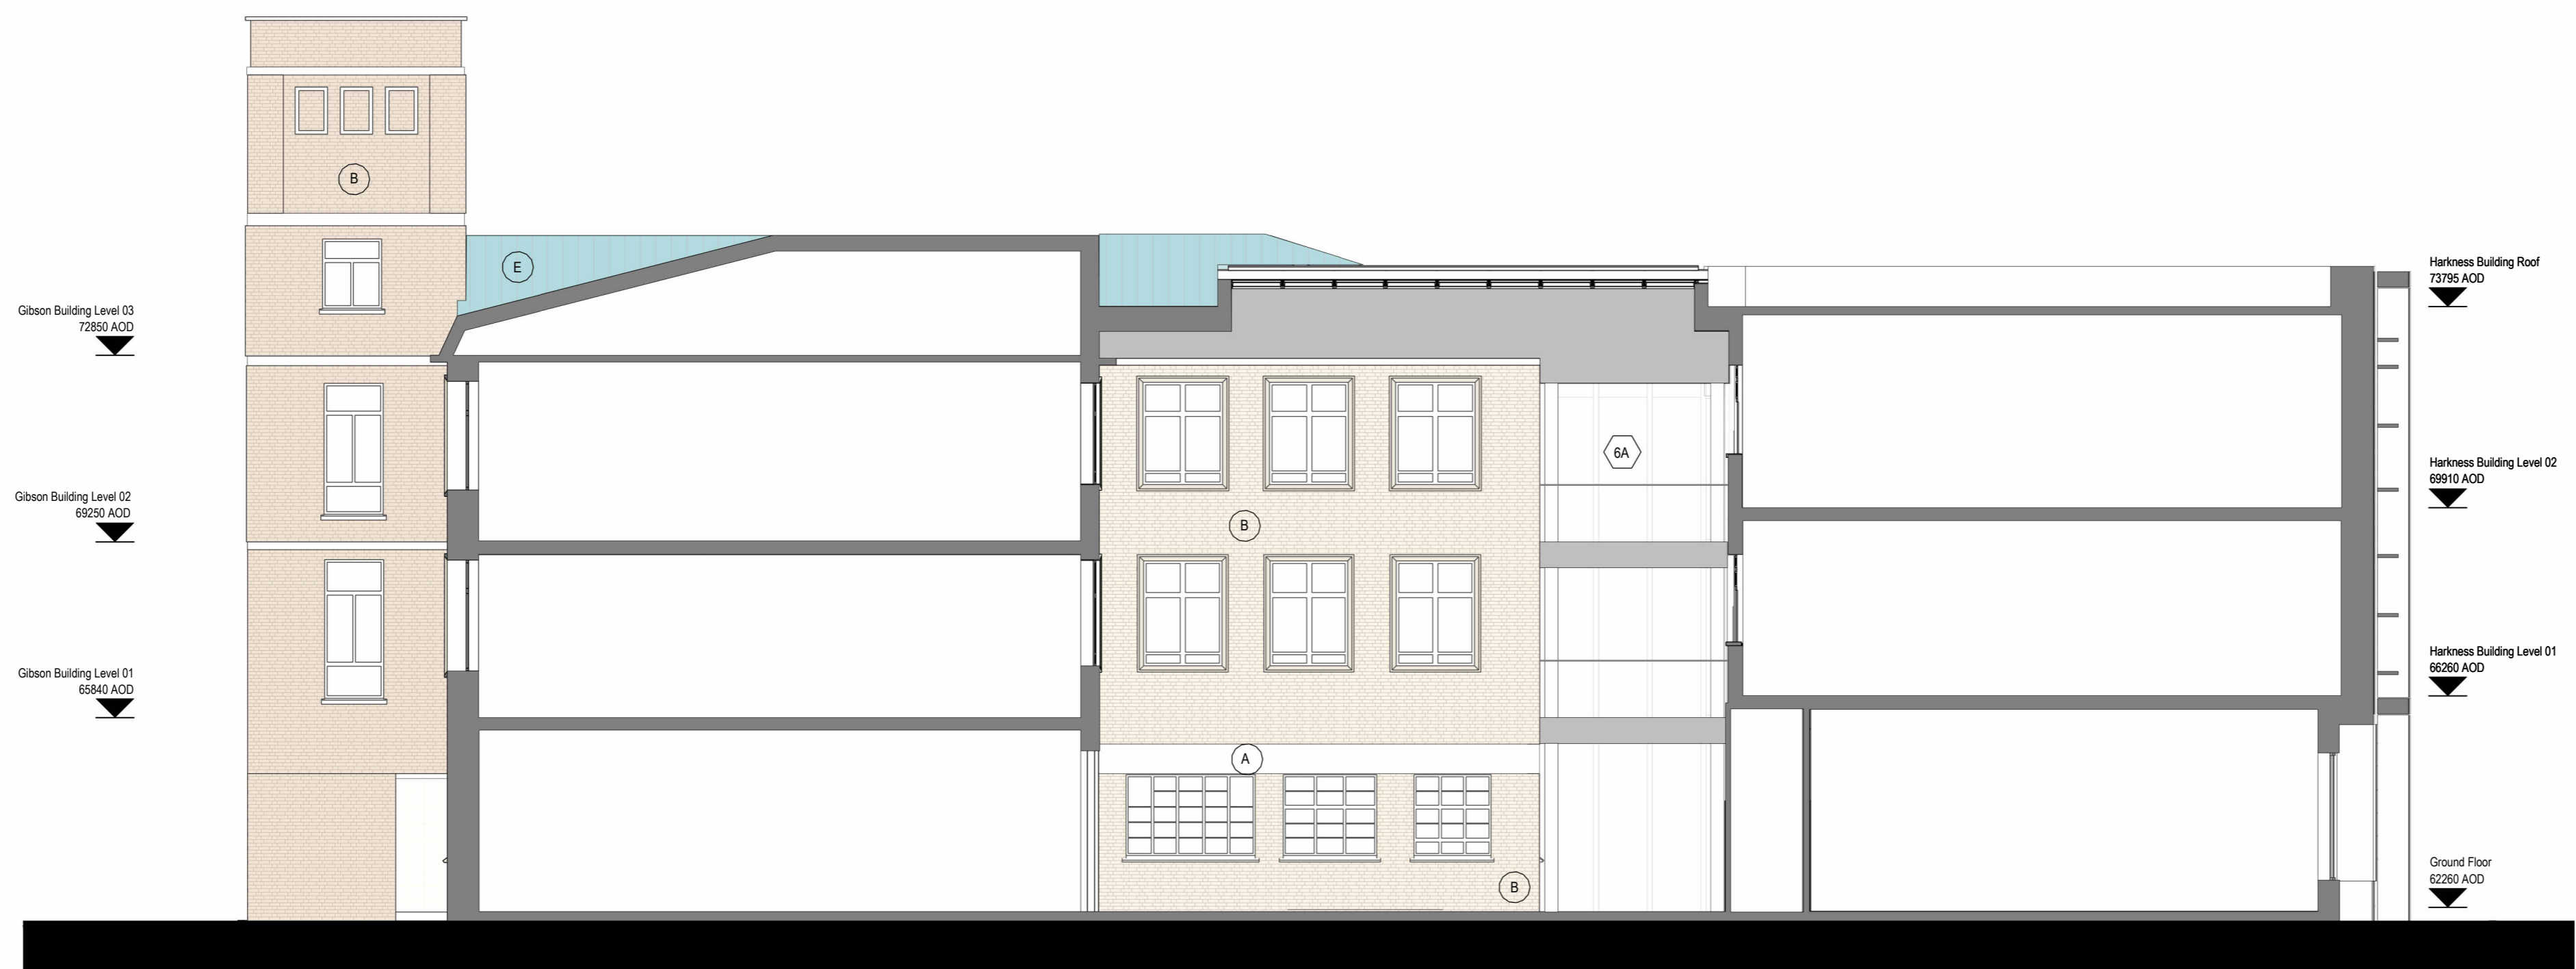 B
E
Harkness Building Roof
73795 AOD
Gibson Building Level 03
72850 AOD
6A
Harkness Building Level 02
69910 AOD
Gibson Building Level 02
69250 AOD
B
Harkness Building Level 01
66260 AOD
Gibson Building Level 01
65840 AOD
A
Ground Floor
62260 AOD
B